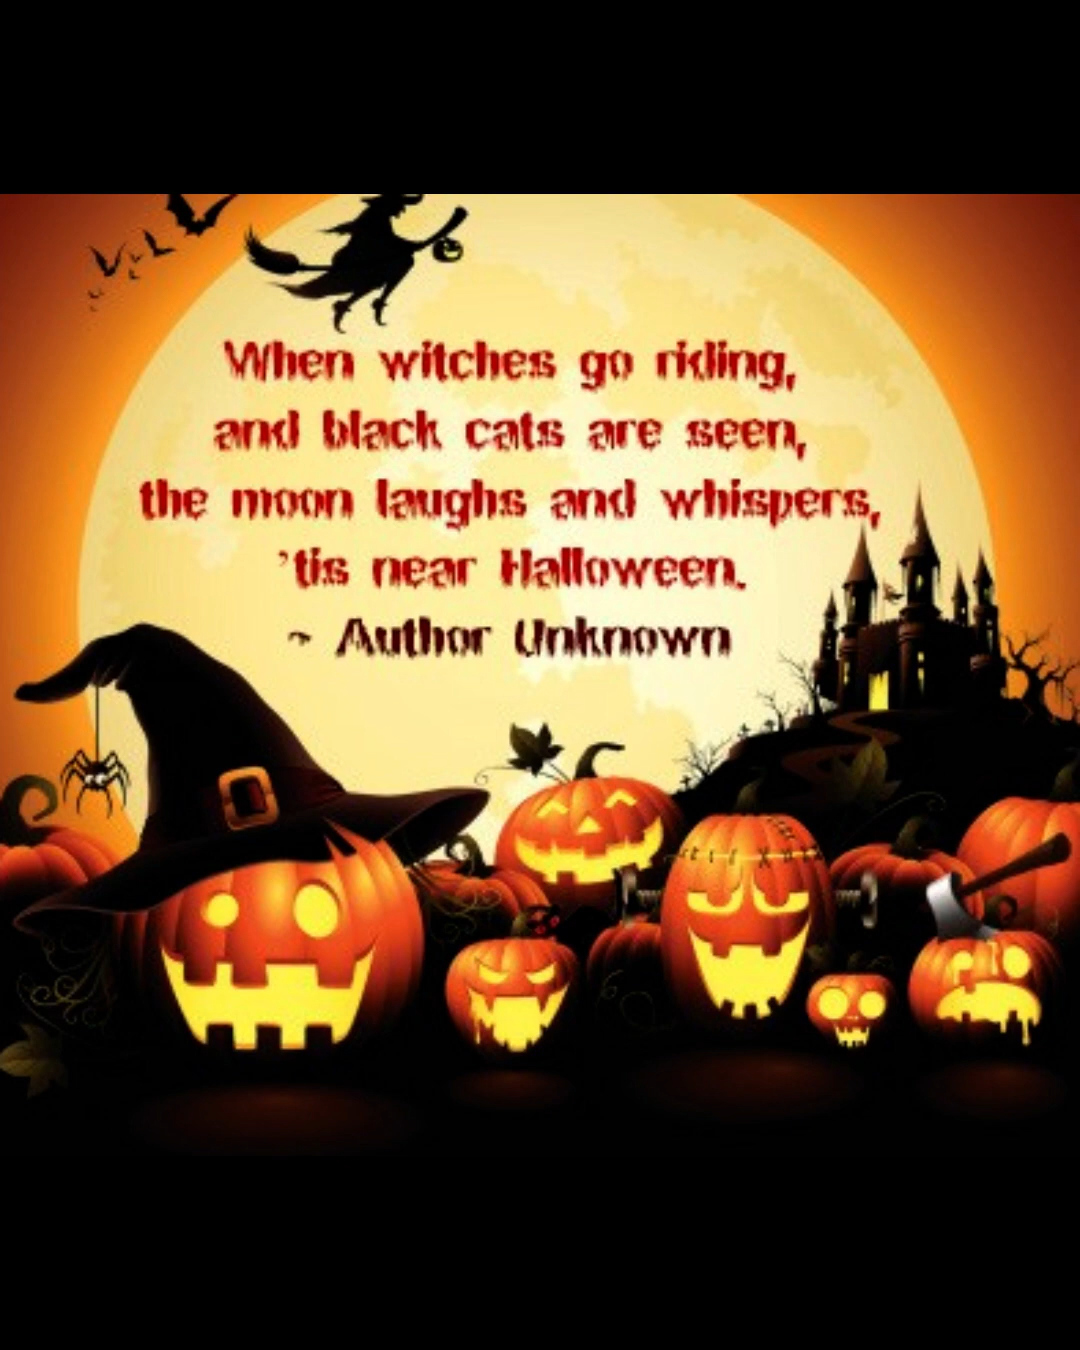 When witches go riding,
and black cats are seen,
the moon laughs and whispers,
'tis near Halloween.
~ Author Unknown